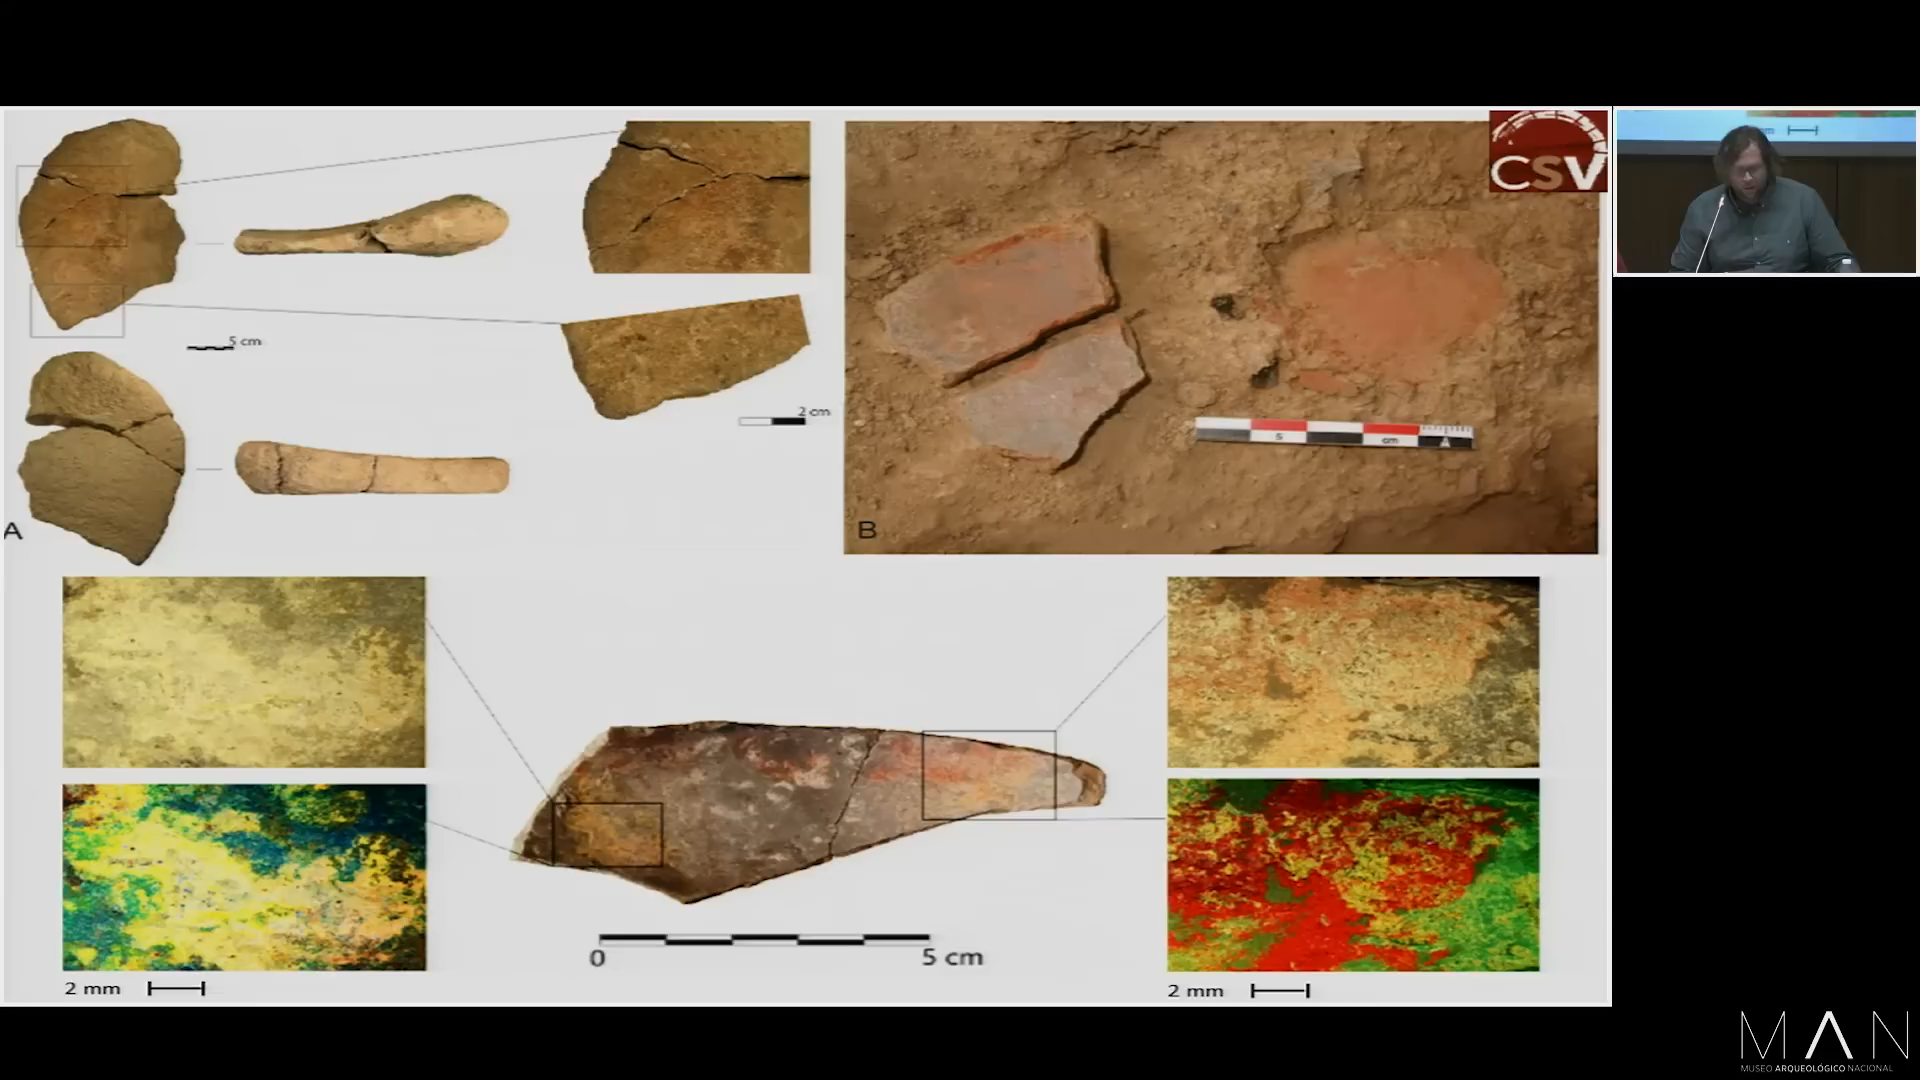 CSV
5 cm
2 cm
5
cm
A
A
B
0
5 cm
2 mm
2 mm
MAN
MUSEO ARQUEOLÓGICO NACIONAL